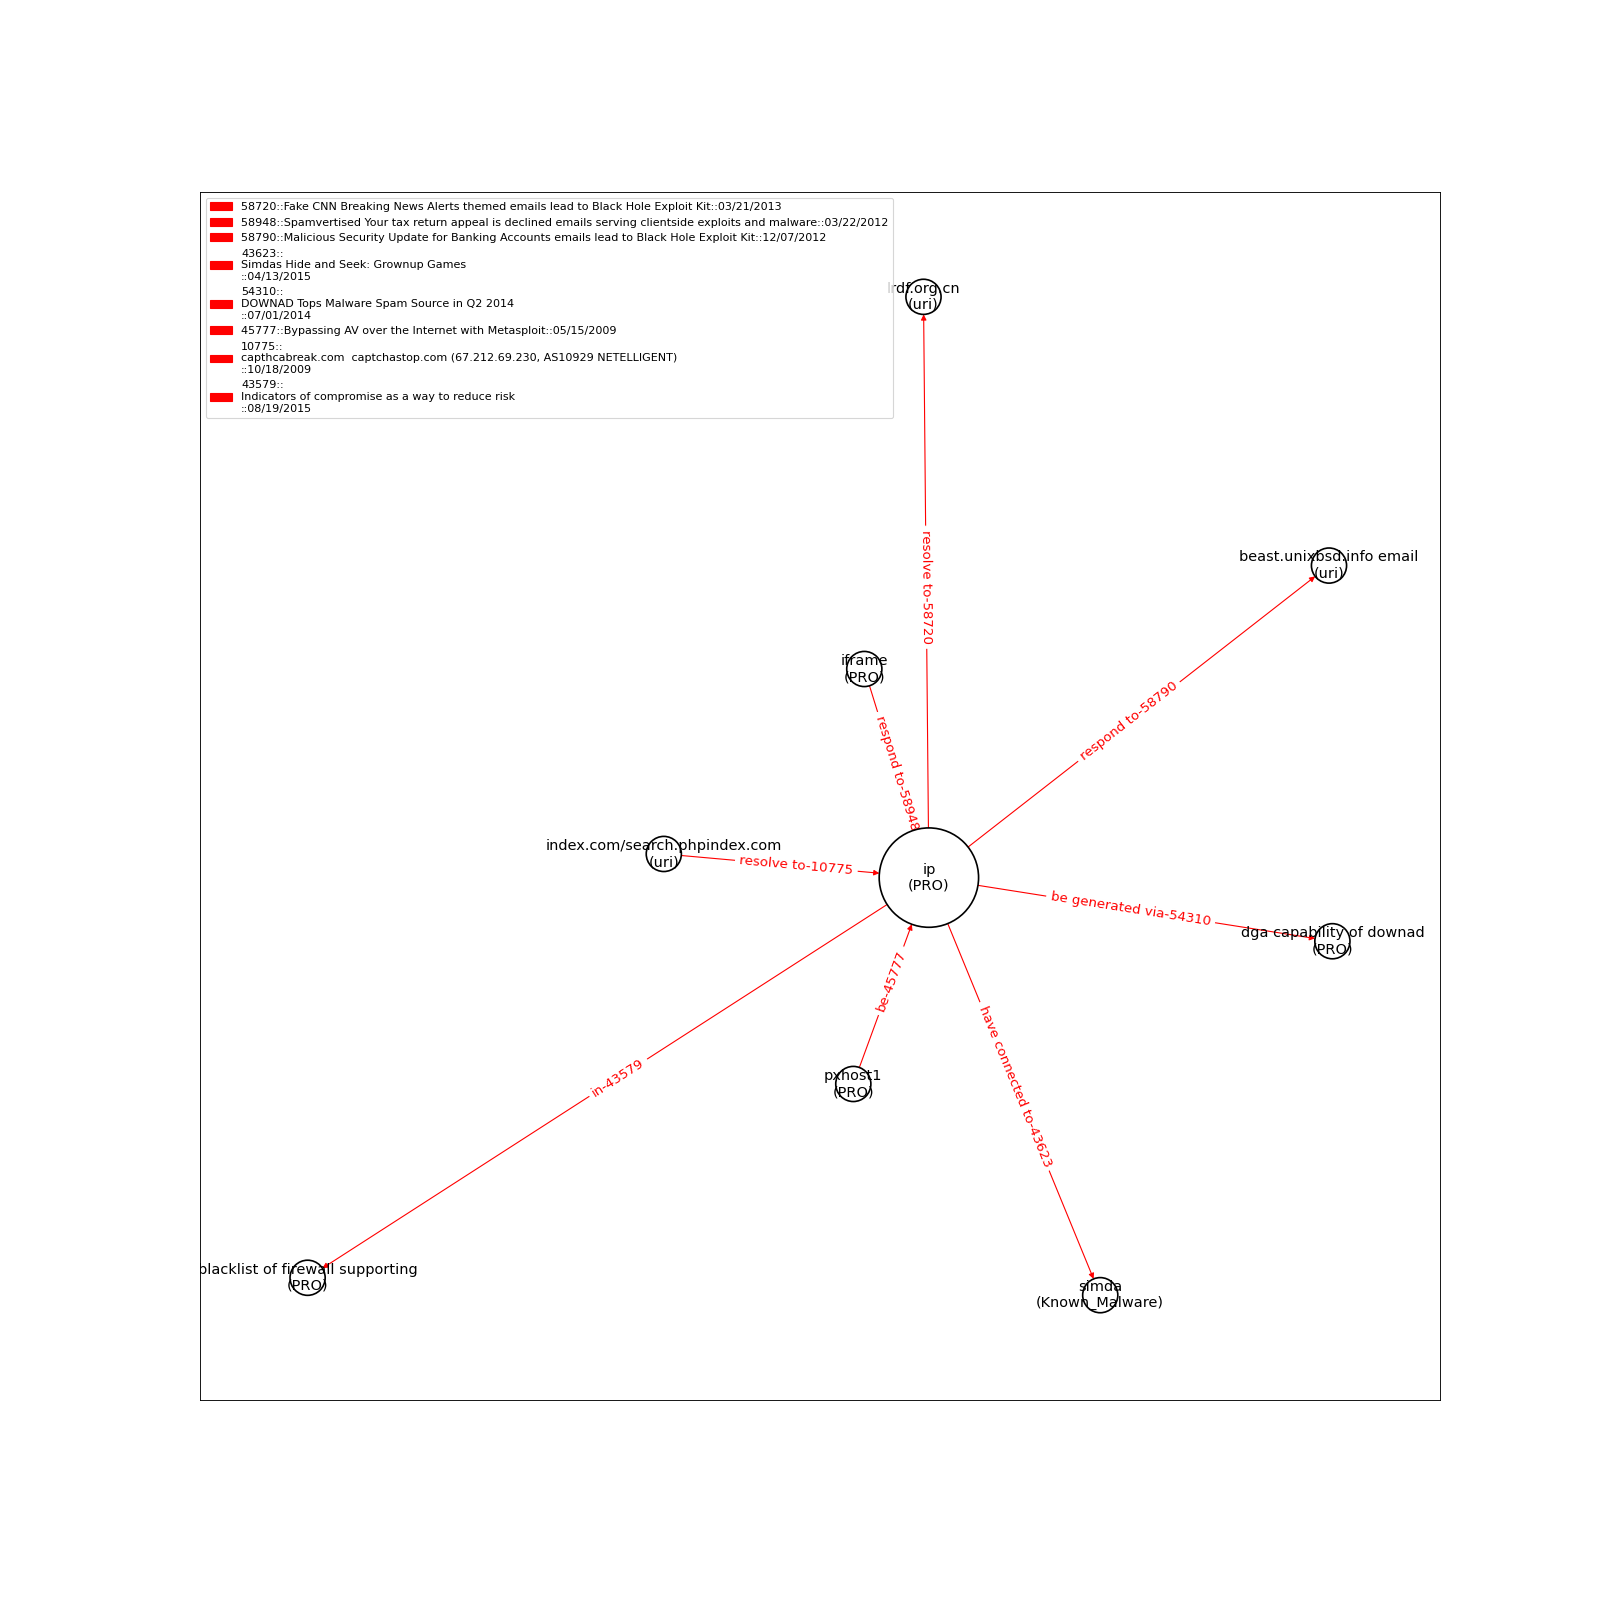 58720::Fake CNN Breaking News Alerts themed emails lead to Black Hole Exploit Kit::03/21/2013
58948::Spamvertised Your tax return appeal is declined emails serving clientside exploits and malware::03/22/2012
58790::Malicious Security Update for Banking Accounts emails lead to Black Hole Exploit Kit::12/07/2012
43623::
Simdas Hide and Seek: Grownup Games
::04/13/2015
54310::
DOWNAD Tops Malware Spam Source in Q2 2014
::07/01/2014
45777::Bypassing AV over the Internet with Metasploit::05/15/2009
10775::
capthcabreak.com  captchastop.com (67.212.69.230, AS10929 NETELLIGENT)
::10/18/2009
43579::
Indicators of compromise as a way to reduce risk
::08/19/2015
lrdf.org.cn
(uri)
resolve to-58720
beast.unixbsd.info email
(uri)
respond to-58790
iframe
(PRO)
respond to-58948
index.com/search.phpindex.com
(uri)
resolve to-10775
ip
(PRO)
be generated via-54310
dga capability of downad
(PRO)
be-45777
have connected to-43623
in-43579
pxhost1
(PRO)
blacklist of firewall supporting
(PRO)
simda
(Known_Malware)